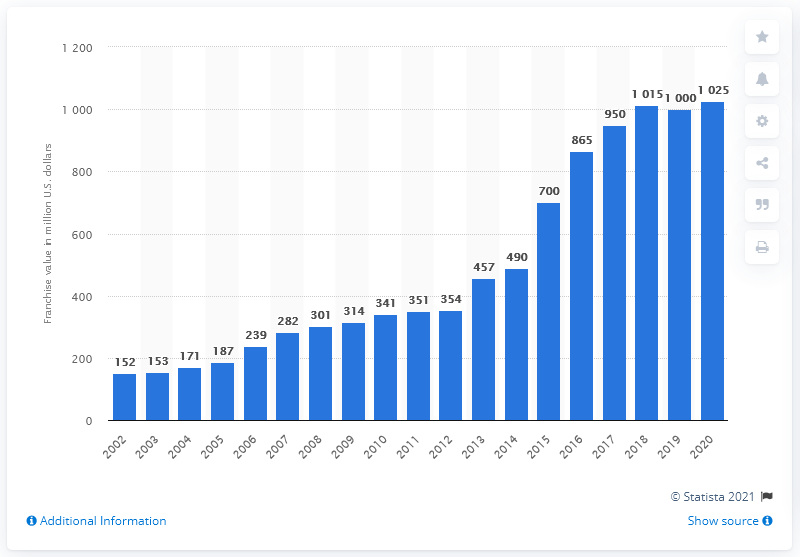 1 200
1 000
800
600
400
200
0
Franchise value in million U.S. dollars
152 153 171 187 239 282 301 314 341 351 354 457 490 700 865 950 1 015 1 000 1 025
2002 2003 2004 2005 2006 2007 2008 2009 2010 2011 2012 2013 2014 2015 2016 2017 2018 2019 2020
© Statista 2021
Additional Information
Show source